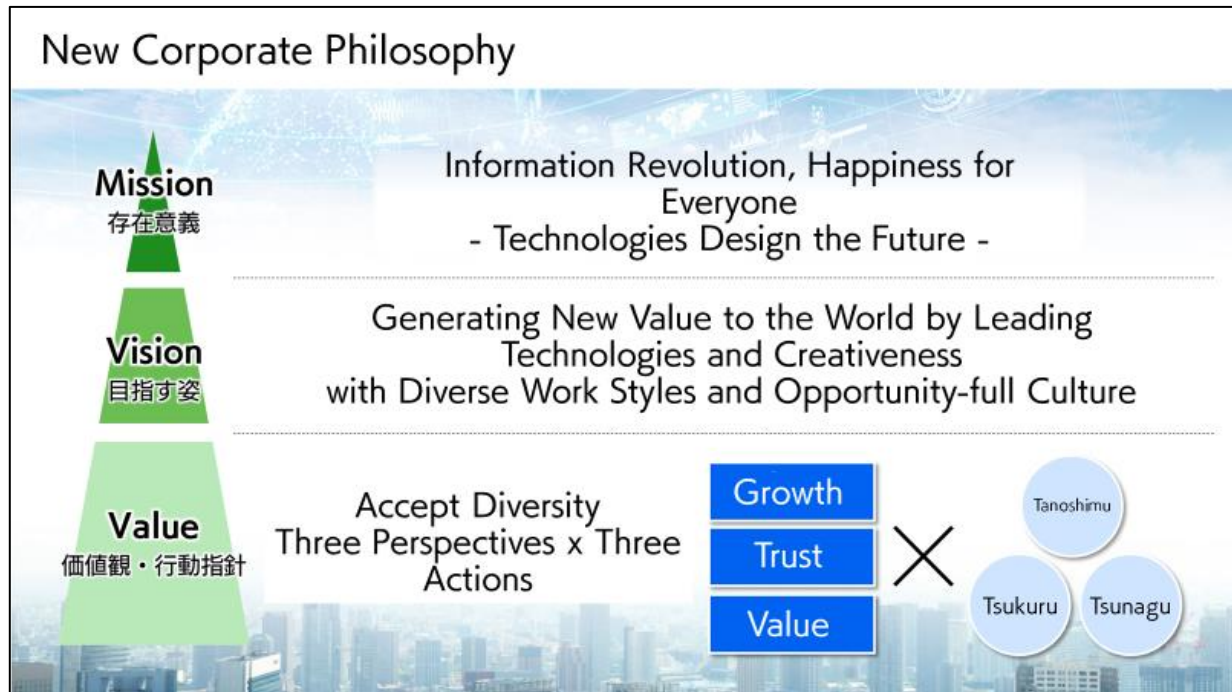 New Corporate Philosophy
Mission
存在意義
Information Revolution, Happiness for
Everyone
- Technologies Design the Future -
Vision
目指す姿
Generating New Value to the World by Leading
Technologies and Creativeness
with Diverse Work Styles and Opportunity-full Culture
Value
価値観・行動指針
Accept Diversity
Three Perspectives x Three
Actions
Growth
Trust
Value
Tanoshimu
Tsukuru
Tsunagu